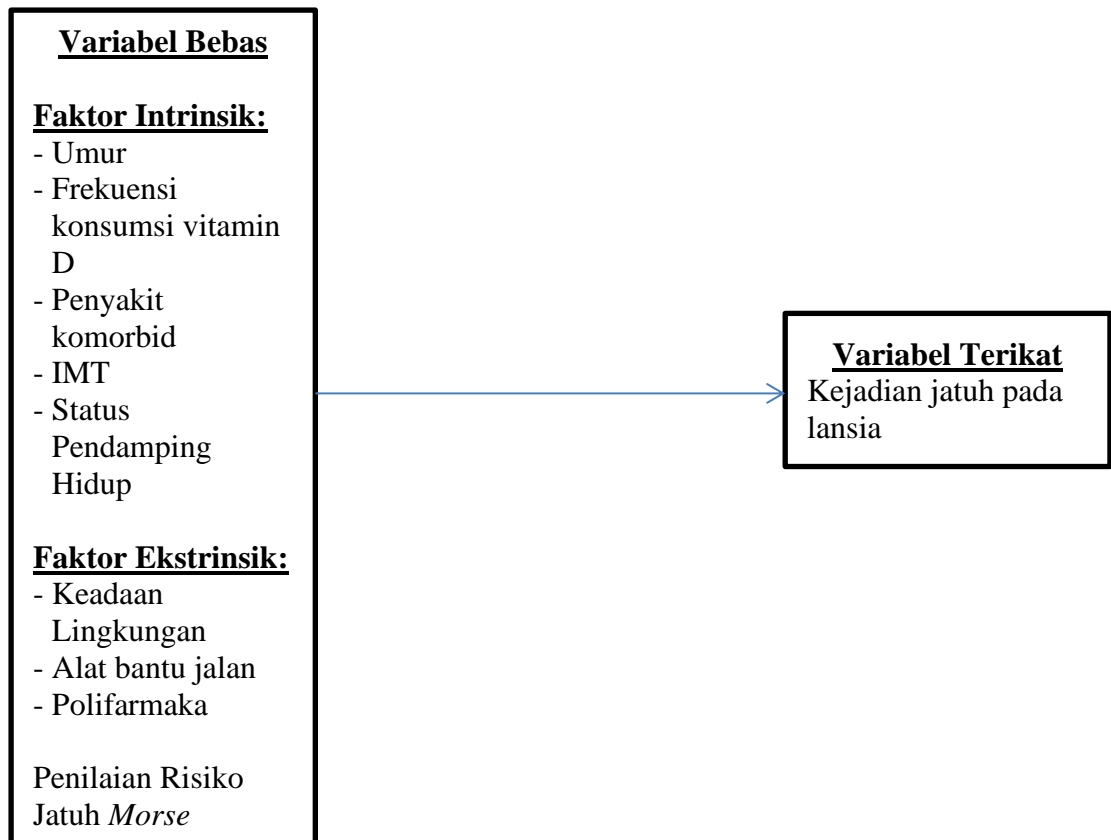 Variabel Bebas
Faktor Intrinsik:
- Umur
- Frekuensi
konsumsi vitamin
D
- Penyakit
komorbid
- IMT
- Status
Pendamping
Hidup
Faktor Ekstrinsik:
- Keadaan
Lingkungan
- Alat bantu jalan
- Polifarmaka
Penilaian Risiko
Jatuh Morse
Variabel Terikat
Kejadian jatuh pada
lansia